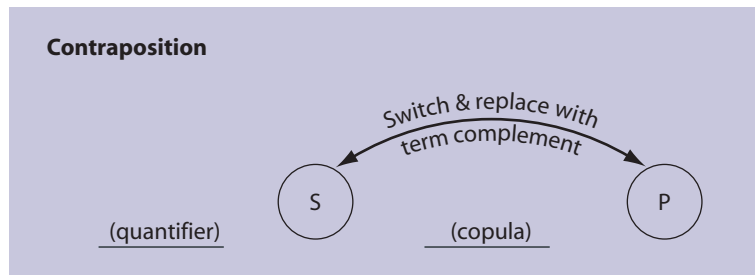 Contraposition
Switch & replace with
term complement
S
P
(quantifier)
(copula)